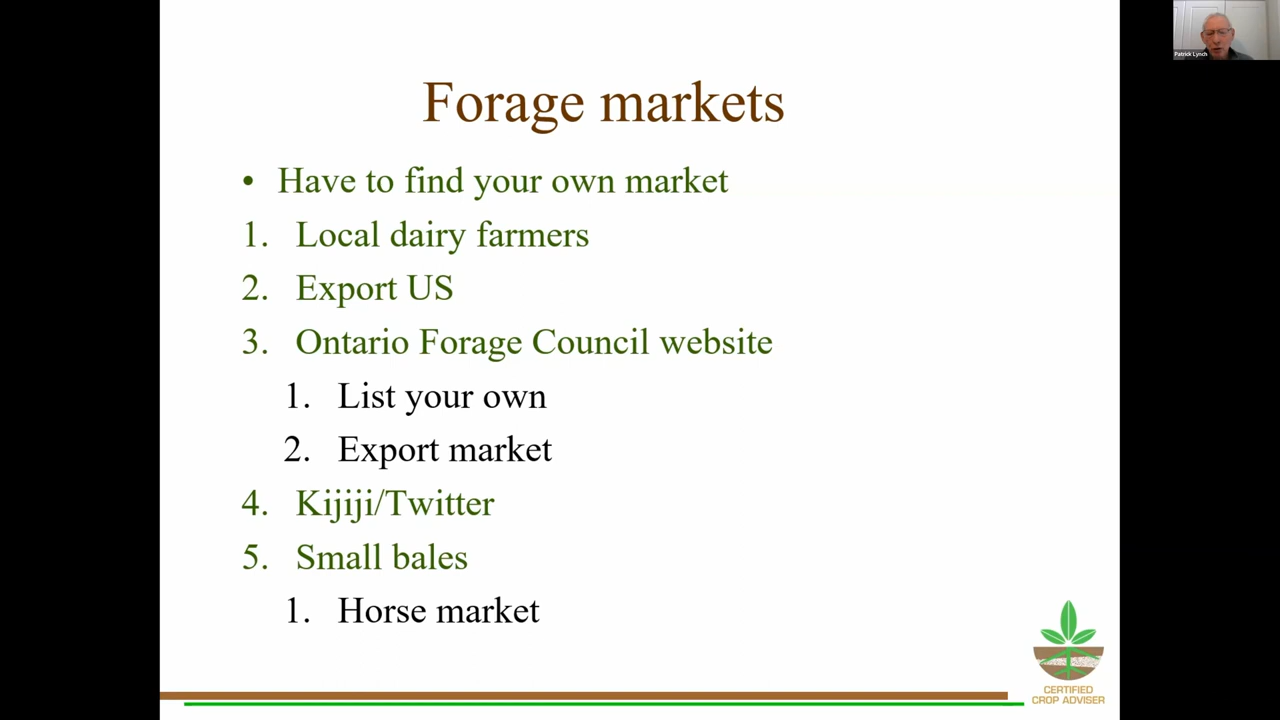 Patrick Lynch
Forage markets
• Have to find your own market
1. Local dairy farmers
2. Export US
3. Ontario Forage Council website
1. List your own
2. Export market
4. Kijiji/Twitter
5. Small bales
1. Horse market
CERTIFIED
CROP ADVISER